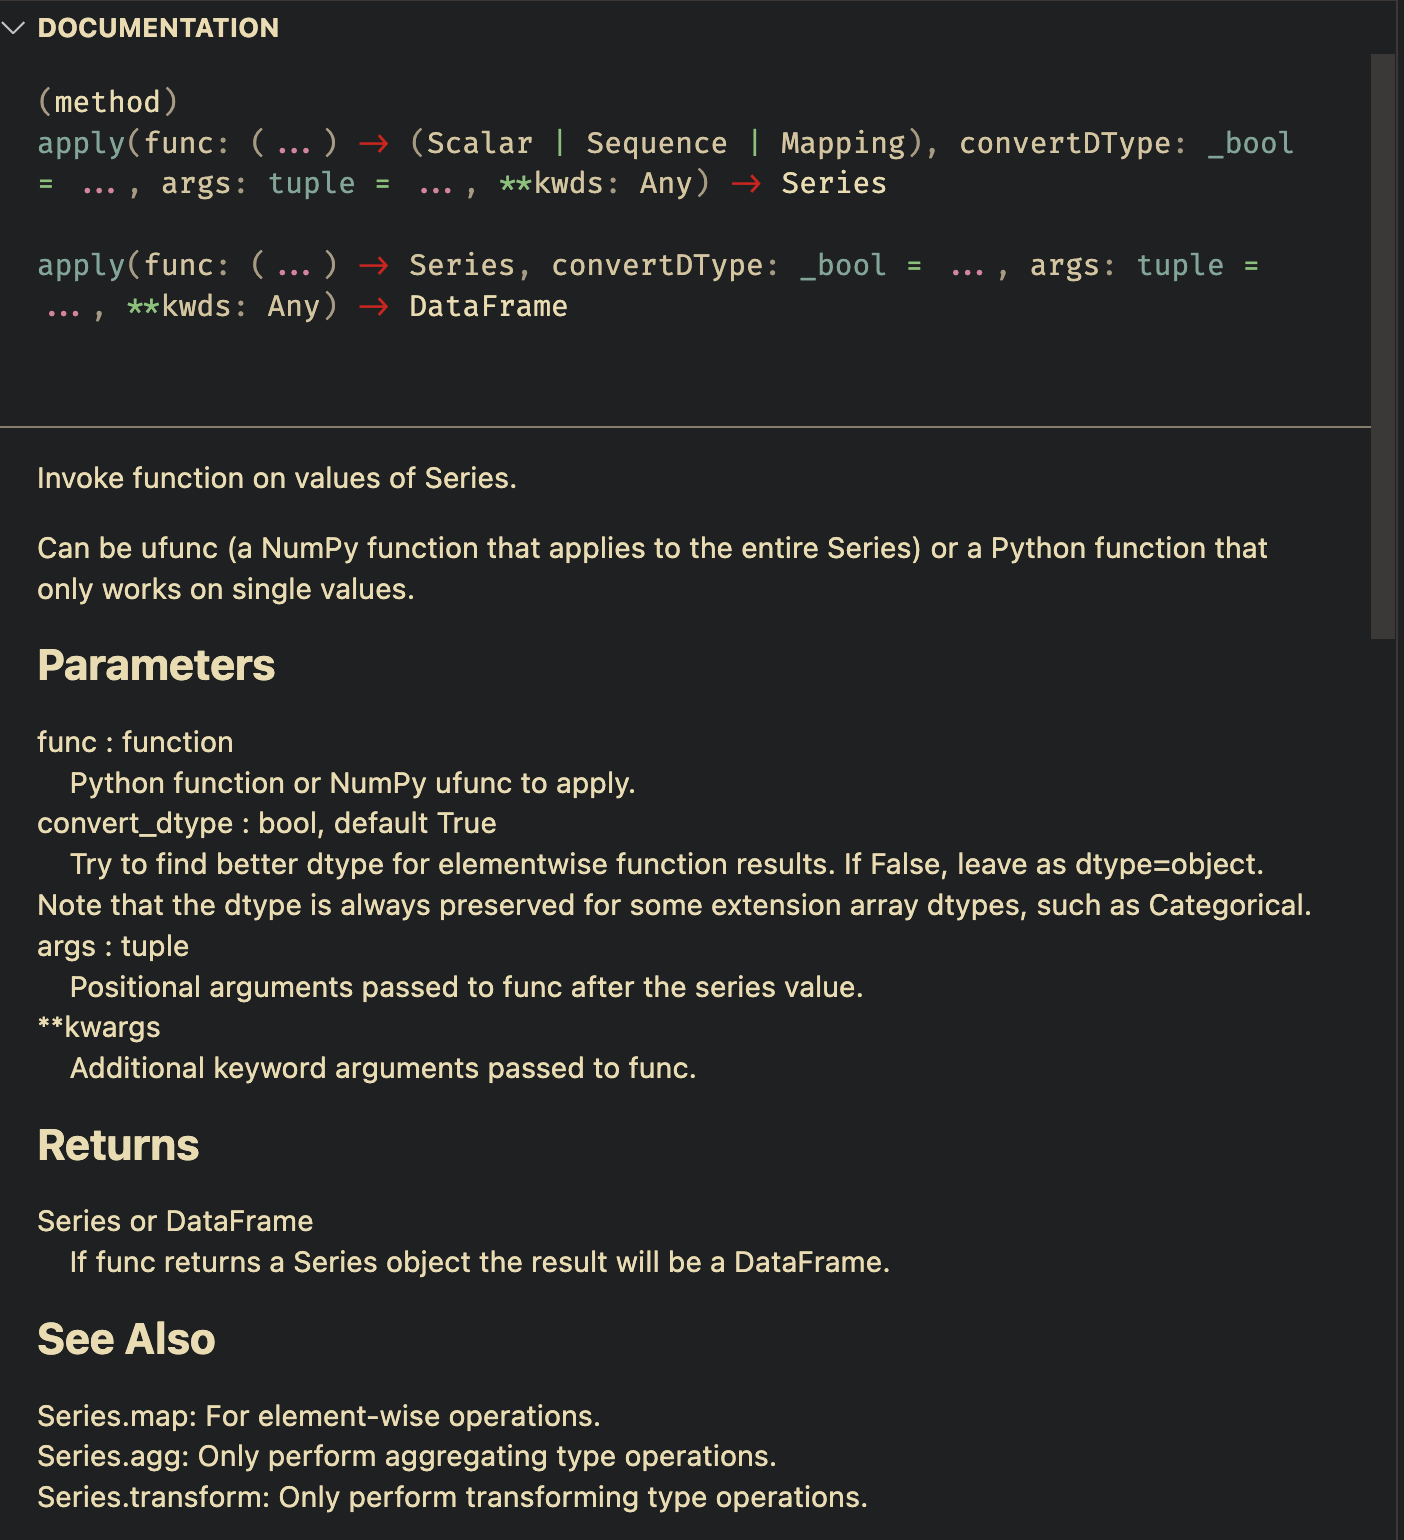 DOCUMENTATION
(method)
apply(func: (...) → (Scalar | Sequence | Mapping), convertDType: _bool
= ..., args: tuple = ..., **kwds: Any) → Series
apply(func: (...) → Series, convertDType: _bool = ..., args: tuple =
..., **kwds: Any) → DataFrame
Invoke function on values of Series.
Can be ufunc (a NumPy function that applies to the entire Series) or a Python function that
only works on single values.
Parameters
func : function
Python function or NumPy ufunc to apply.
convert_dtype : bool, default True
Try to find better dtype for elementwise function results. If False, leave as dtype=object.
Note that the dtype is always preserved for some extension array dtypes, such as Categorical.
args : tuple
Positional arguments passed to func after the series value.
**kwargs
Additional keyword arguments passed to func.
Returns
Series or DataFrame
If func returns a Series object the result will be a DataFrame.
See Also
Series.map: For element-wise operations.
Series.agg: Only perform aggregating type operations.
Series.transform: Only perform transforming type operations.